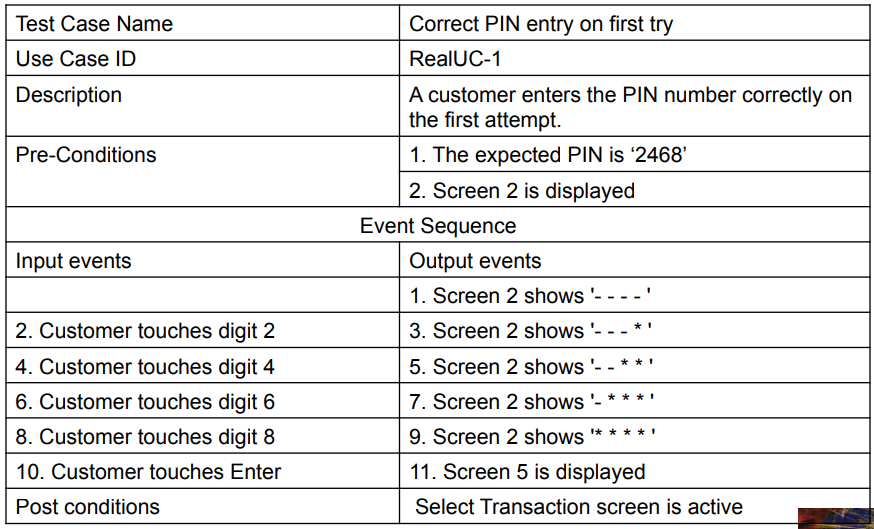 Test Case Name
Correct PIN entry on first try
Use Case ID
RealUC-1
Description
A customer enters the PIN number correctly on
the first attempt.
Pre-Conditions
1. The expected PIN is ‘2468’
2. Screen 2 is displayed
Event Sequence
Input events
Output events
1. Screen 2 shows '- - - - '
2. Customer touches digit 2
3. Screen 2 shows '- - - * '
4. Customer touches digit 4
5. Screen 2 shows '- - * * '
6. Customer touches digit 6
7. Screen 2 shows '- * * * '
8. Customer touches digit 8
9. Screen 2 shows '* * * * '
10. Customer touches Enter
11. Screen 5 is displayed
Post conditions
Select Transaction screen is active